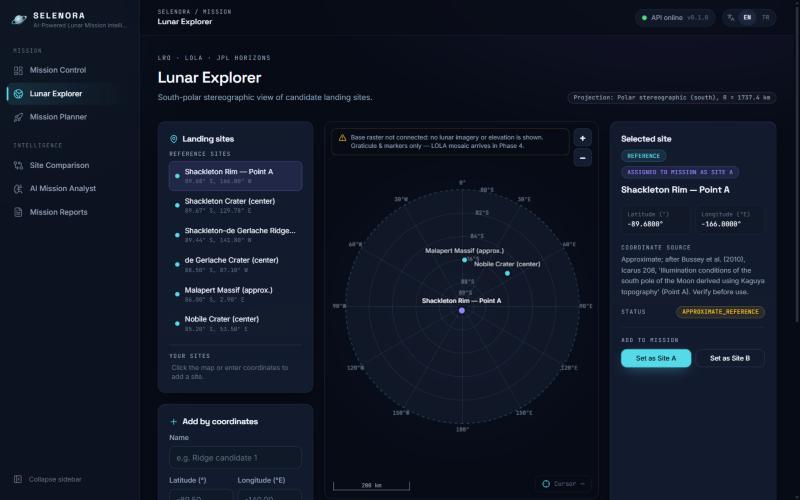 SELENORA
AI-Powered Lunar Mission Intelli...
MISSION
Mission Control
Lunar Explorer
Mission Planner
INTELLIGENCE
Site Comparison
AI Mission Analyst
Mission Reports
Collapse sidebar
SELENORA / MISSION
Lunar Explorer
API online v0.1.0
EN TR
LRO · LOLA · JPL HORIZONS
Lunar Explorer
South-polar stereographic view of candidate landing sites.
Projection: Polar stereographic (south), R = 1737.4 km
Landing sites
REFERENCE SITES
Shackleton Rim — Point A
89.68° S, 166.00° W
Shackleton Crater (center)
89.67° S, 129.78° E
Shackleton–de Gerlache Ridge...
89.44° S, 141.80° W
de Gerlache Crater (center)
88.50° S, 87.10° W
Malapert Massif (approx.)
86.00° S, 2.90° E
Nobile Crater (center)
85.20° S, 53.50° E
YOUR SITES
Click the map or enter coordinates to
add a site.
Add by coordinates
Name
e.g. Ridge candidate 1
Latitude (°)
Longitude (°E)
-89.50
-140.00
Base raster not connected: no lunar imagery or elevation is shown.
Graticule & markers only — LOLA mosaic arrives in Phase 4.
+
−
0°
80°S
30°W
30°E
82°S
84°S
60°W
60°E
Malapert Massif (approx.)
86°S
Nobile Crater (center)
88°S
89°S
Shackleton Rim — Point A
90°W
90°E
120°W
120°E
150°W
150°E
180°
200 km
Cursor —
Selected site
REFERENCE
ASSIGNED TO MISSION AS SITE A
Shackleton Rim — Point A
Latitude (°)
-89.6800°
Longitude (°E)
-166.0000°
COORDINATE SOURCE
Approximate; after Bussey et al. (2010),
Icarus 208, 'Illumination conditions of the
south pole of the Moon derived using Kaguya
topography' (Point A). Verify before use.
STATUS
APPROXIMATE_REFERENCE
ADD TO MISSION
Set as Site A
Set as Site B